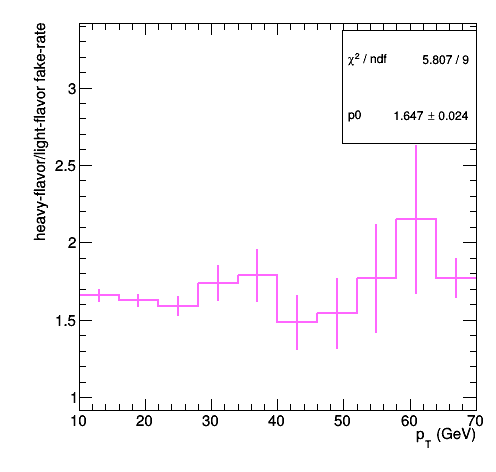 heavy-flavor/light-flavor fake-rate
χ² / ndf 5.807 / 9
p0 1.647 ± 0.024
3
2.5
2
1.5
1
10 20 30 40 50 60 70
p_T (GeV)